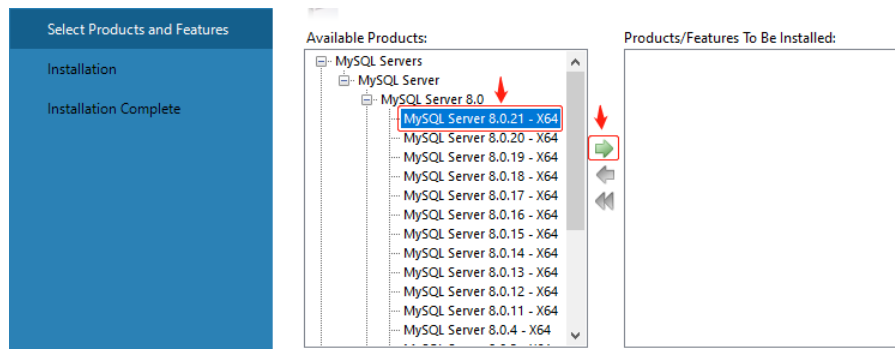 Select Products and Features
Installation
Installation Complete
Available Products:
MySQL Servers
MySQL Server
MySQL Server 8.0
MySQL Server 8.0.21 - X64
MySQL Server 8.0.20 - X64
MySQL Server 8.0.19 - X64
MySQL Server 8.0.18 - X64
MySQL Server 8.0.17 - X64
MySQL Server 8.0.16 - X64
MySQL Server 8.0.15 - X64
MySQL Server 8.0.14 - X64
MySQL Server 8.0.13 - X64
MySQL Server 8.0.12 - X64
MySQL Server 8.0.11 - X64
MySQL Server 8.0.4 - X64
Products/Features To Be Installed: